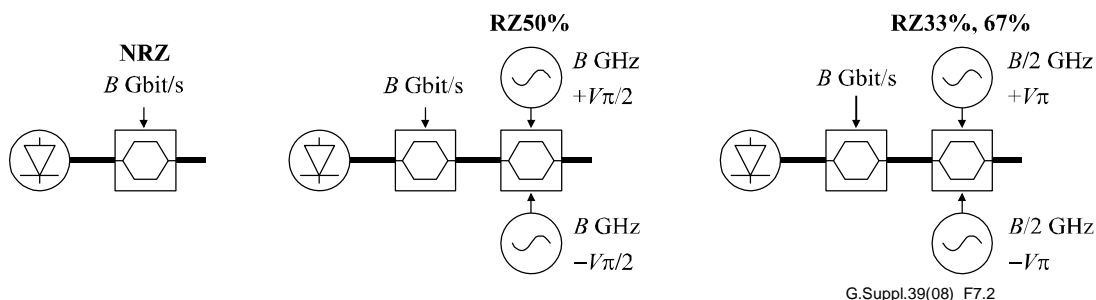 NRZ
B Gbit/s
RZ50%
B Gbit/s
B GHz
+Vπ/2
B GHz
−Vπ/2
RZ33%, 67%
B Gbit/s
B/2 GHz
+Vπ
B/2 GHz
−Vπ
G.Suppl.39(08)_F7.2